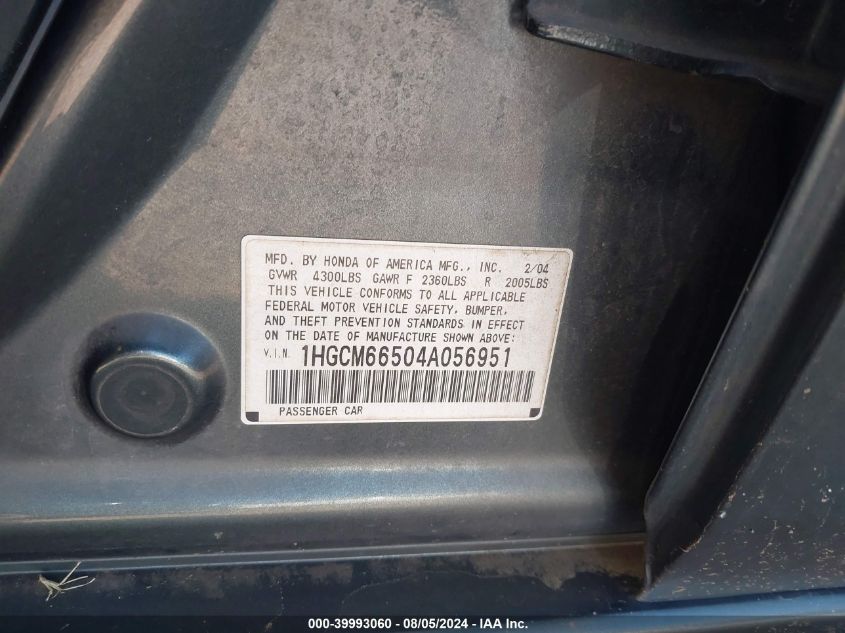 MFD. BY HONDA OF AMERICA MFG., INC. 2/04
GVWR 4300LBS GAWR F 2360LBS R 2005LBS
THIS VEHICLE CONFORMS TO ALL APPLICABLE
FEDERAL MOTOR VEHICLE SAFETY, BUMPER,
AND THEFT PREVENTION STANDARDS IN EFFECT
ON THE DATE OF MANUFACTURE SHOWN ABOVE:
V.I.N. 1HGCM66504A056951
PASSENGER CAR
000-39993060 - 08/05/2024 - IAA Inc.